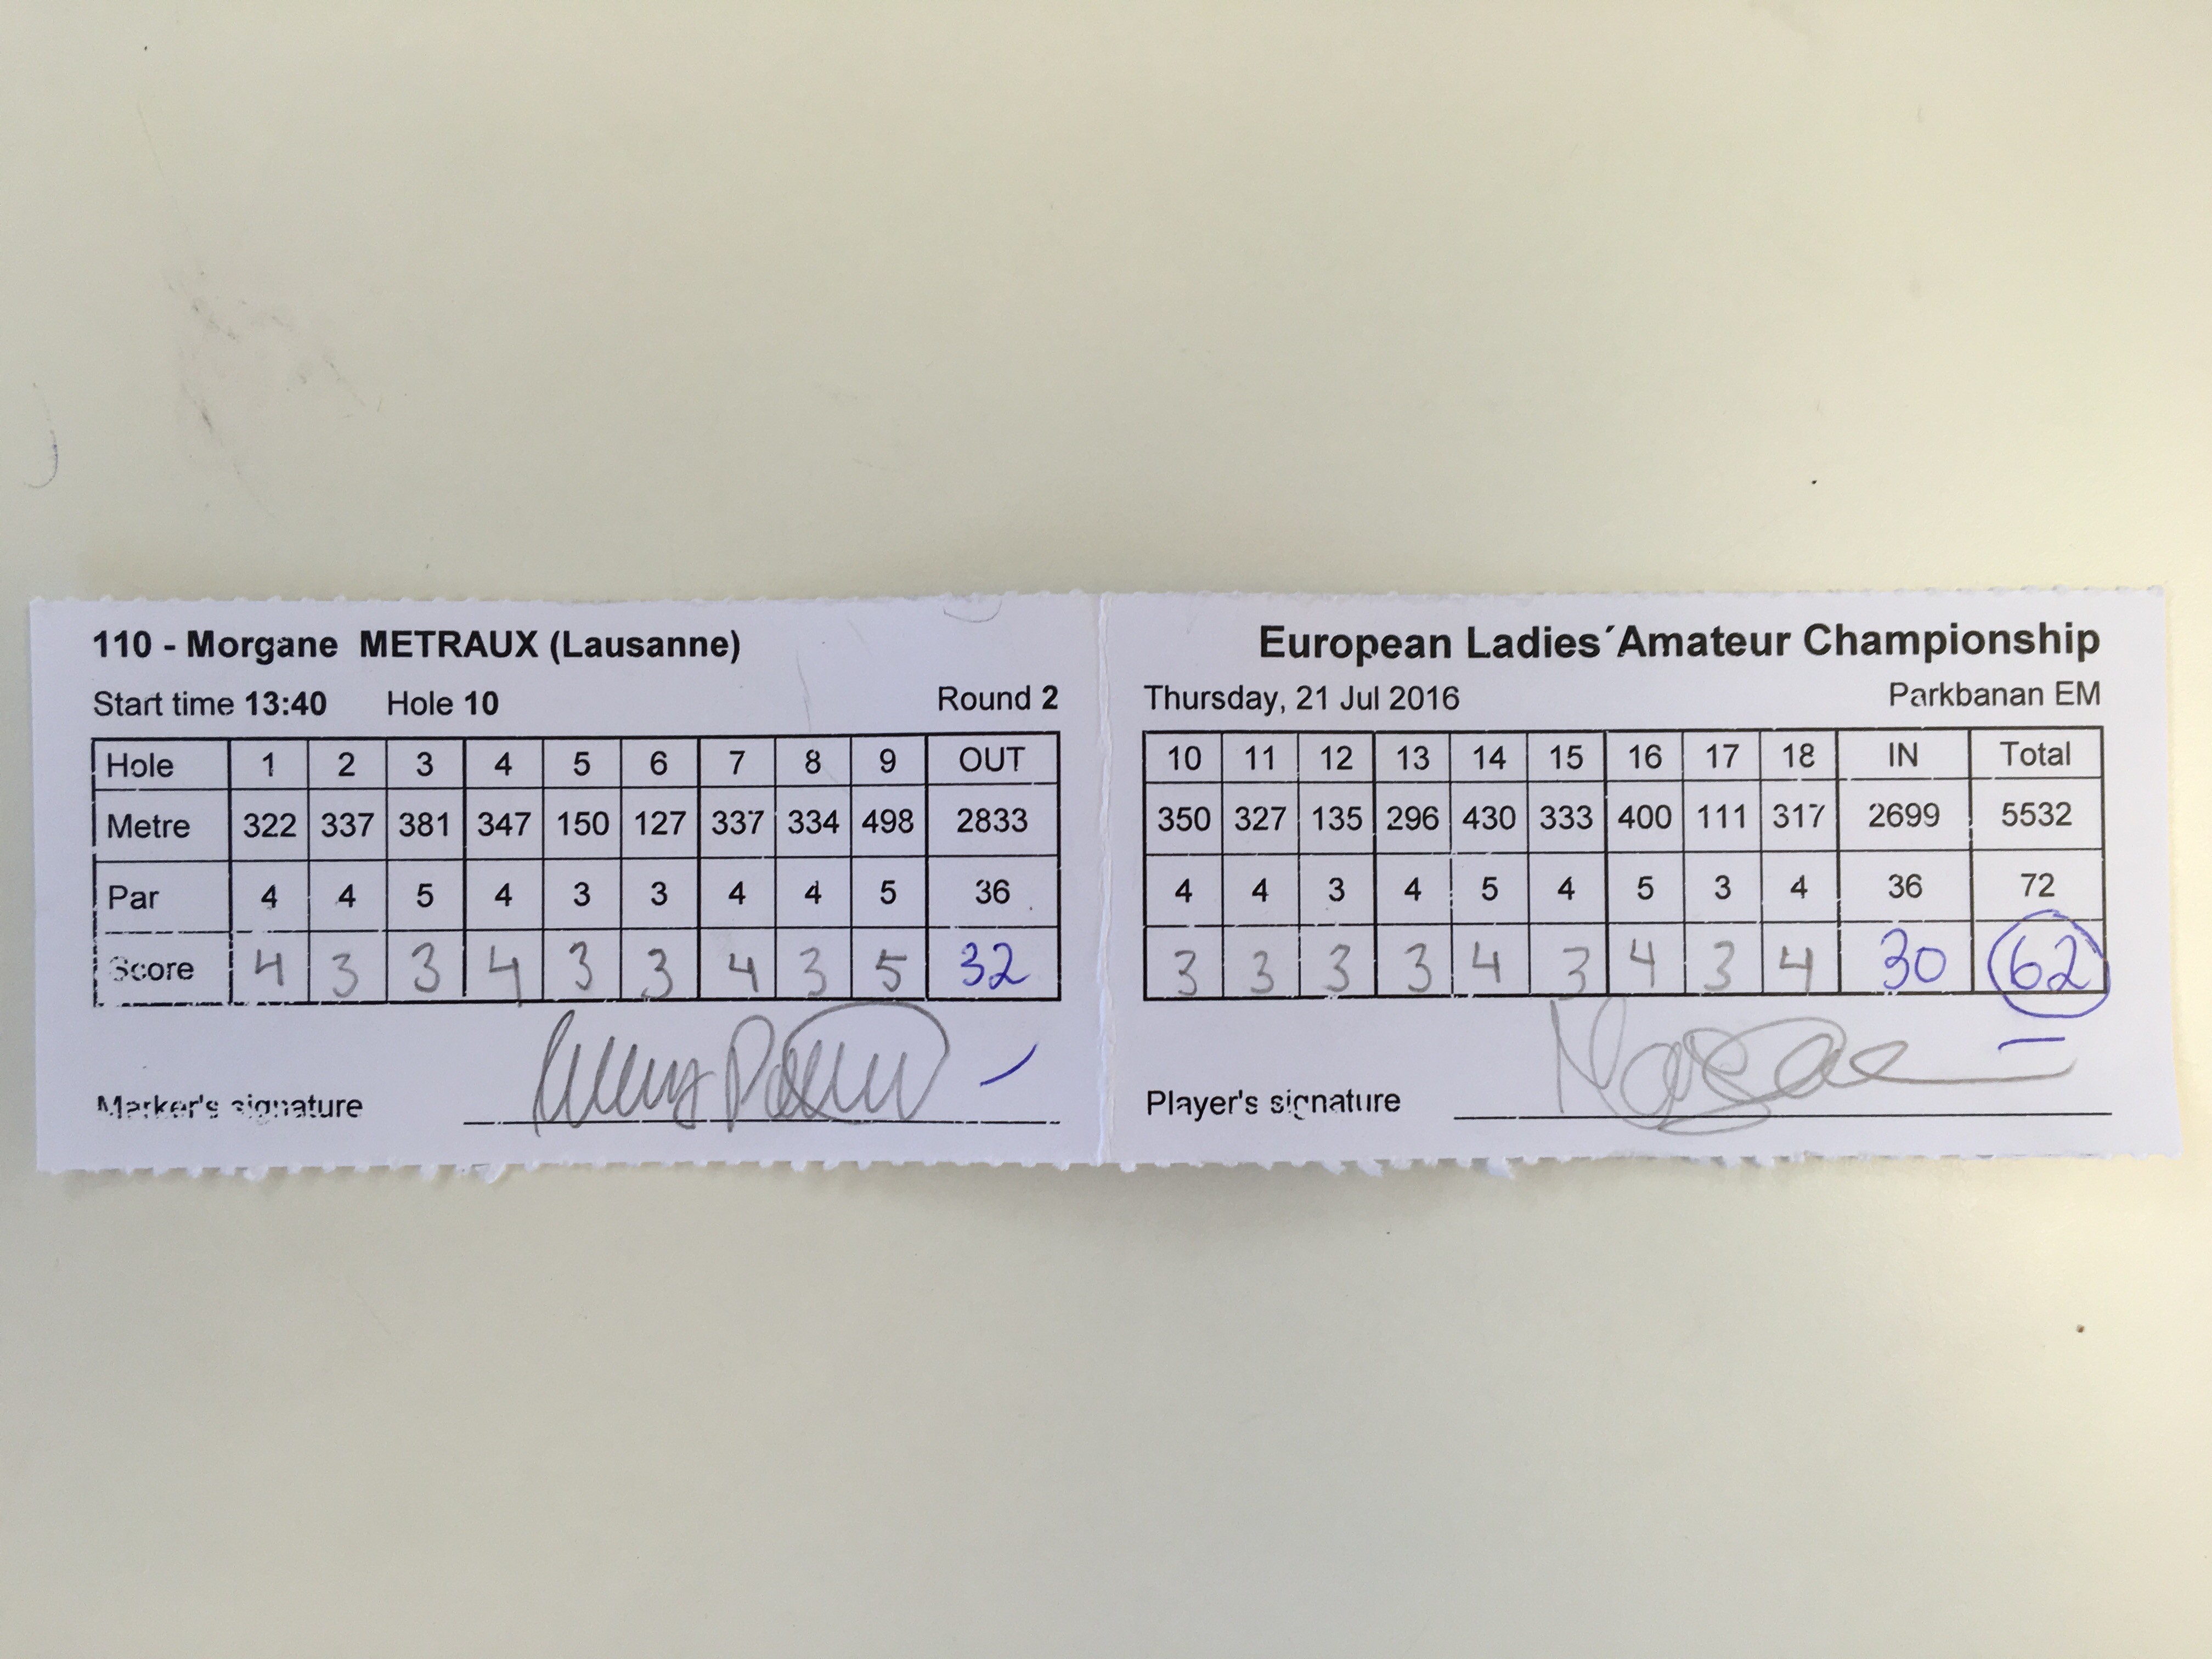 110 - Morgane METRAUX (Lausanne)
Start time 13:40 Hole 10 Round 2
Hole 1 2 3 4 5 6 7 8 9 OUT
Metre 322 337 381 347 150 127 337 334 498 2833
Par 4 4 5 4 3 3 4 4 5 36
Score 4 3 3 4 3 3 4 3 5 32
Marker's signature
European Ladies´Amateur Championship
Thursday, 21 Jul 2016 Parkbanan EM
10 11 12 13 14 15 16 17 18 IN Total
350 327 135 296 430 333 400 111 317 2699 5532
4 4 3 4 5 4 5 3 4 36 72
3 3 3 3 4 3 4 3 4 30 62
Player's signature